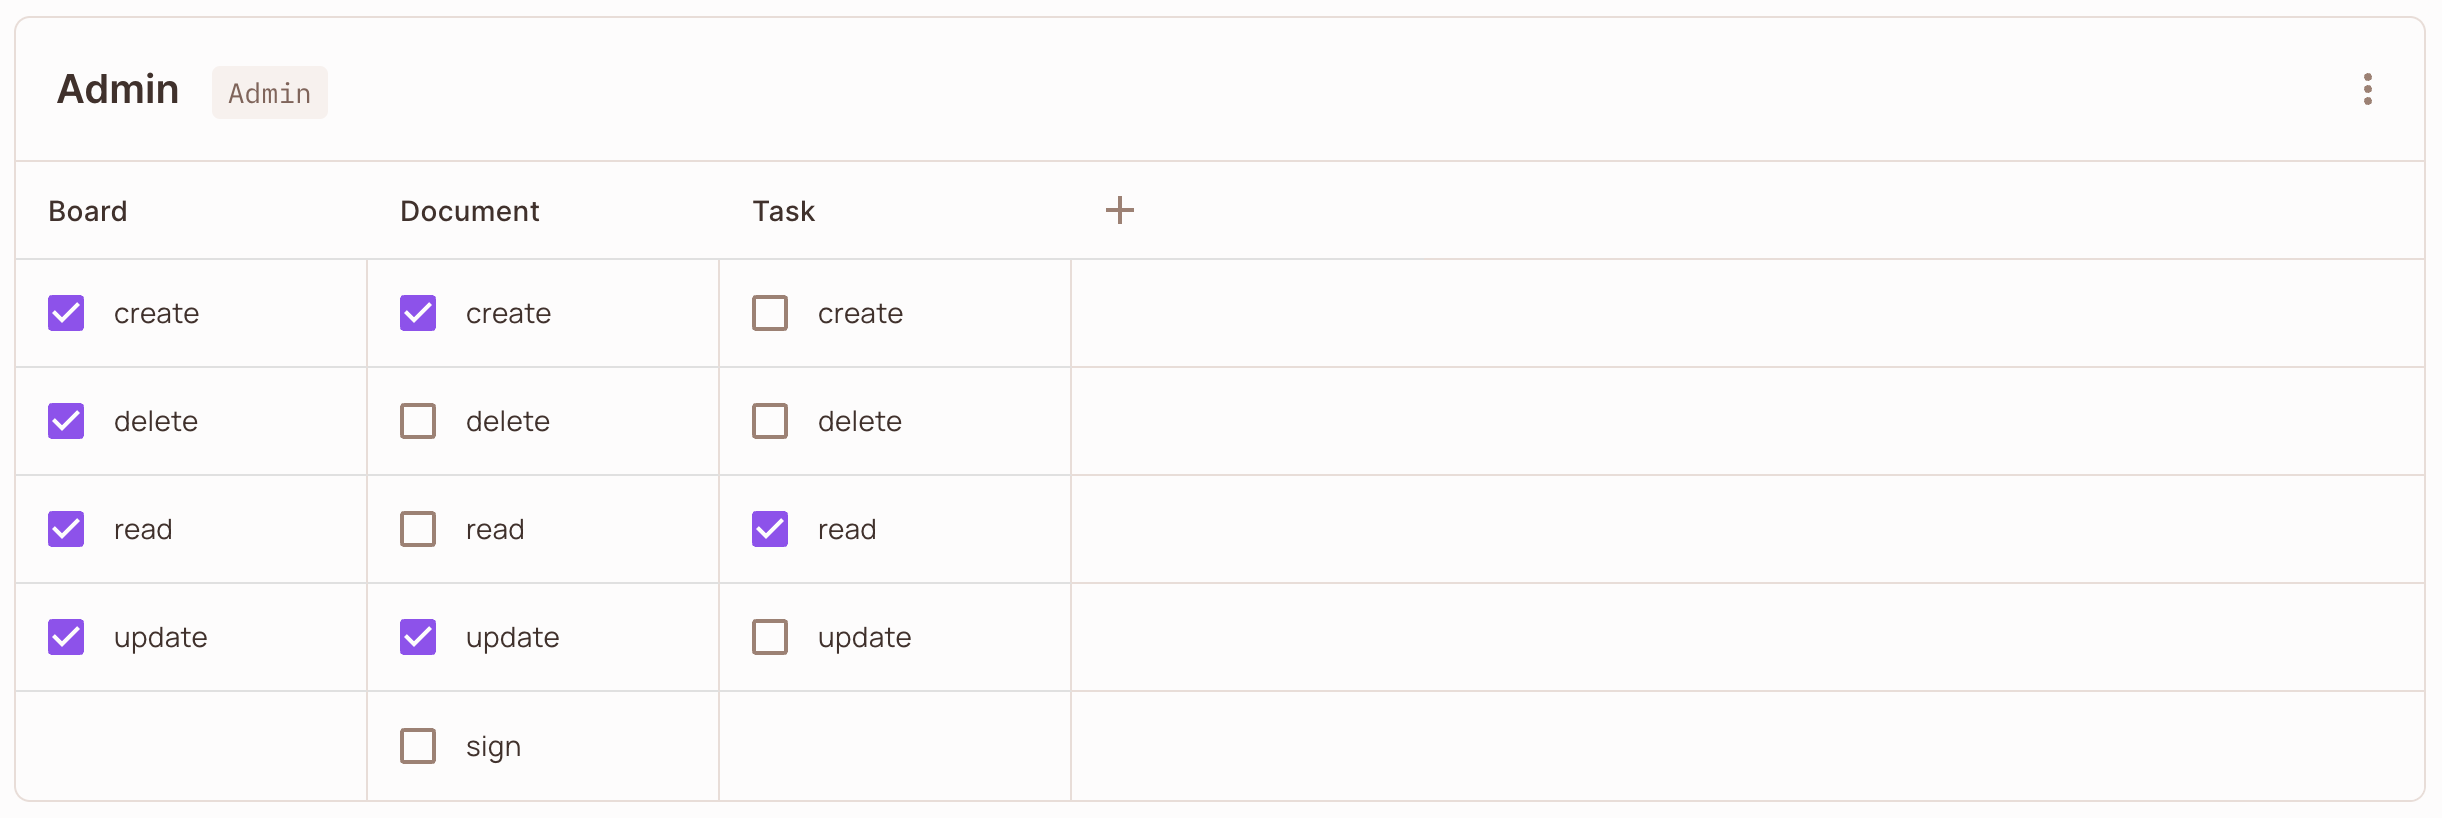 Admin Admin
Board Document Task
create create create
delete delete delete
read read read
update update update
sign